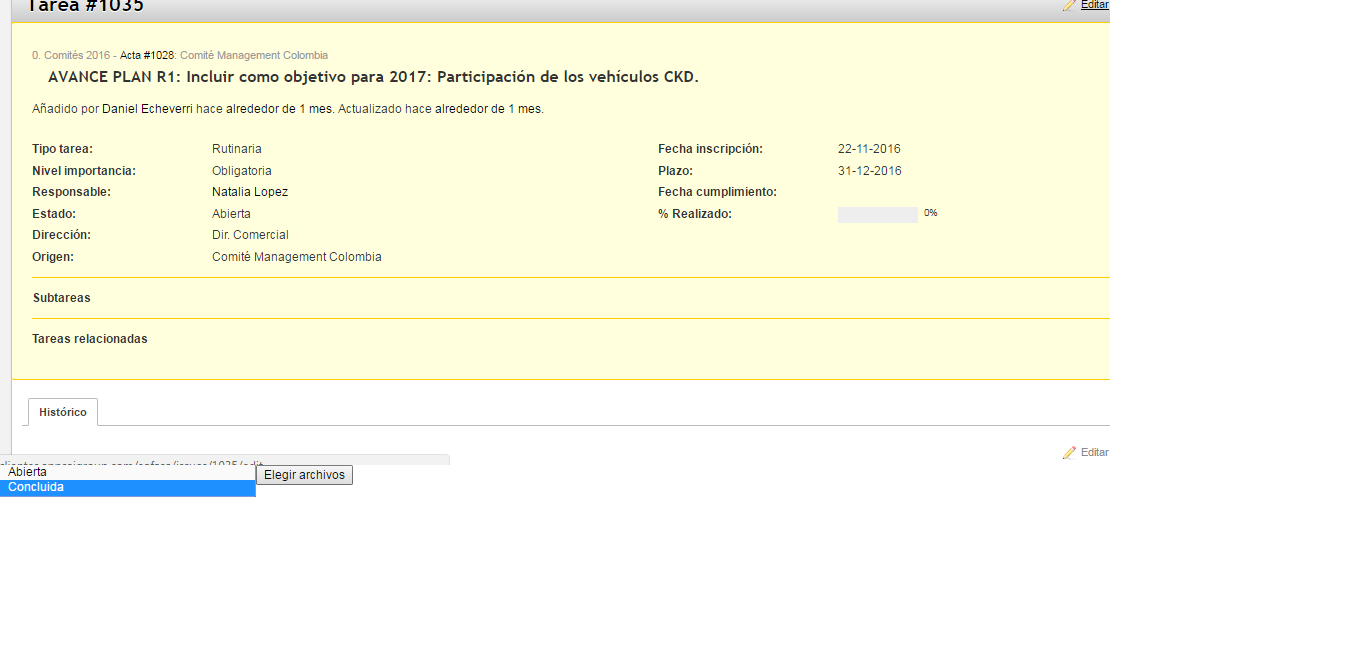 Tarea #1035
Editar
0. Comités 2016 - Acta #1028: Comité Management Colombia
AVANCE PLAN R1: Incluir como objetivo para 2017: Participación de los vehículos CKD.
Añadido por Daniel Echeverri hace alrededor de 1 mes. Actualizado hace alrededor de 1 mes.
Tipo tarea: Rutinaria
Fecha inscripción: 22-11-2016
Nivel importancia: Obligatoria
Plazo: 31-12-2016
Responsable: Natalia Lopez
Fecha cumplimiento:
Estado: Abierta
% Realizado: 0%
Dirección: Dir. Comercial
Origen: Comité Management Colombia
Subtareas
Tareas relacionadas
Histórico
Editar
Abierta
Elegir archivos
Concluida